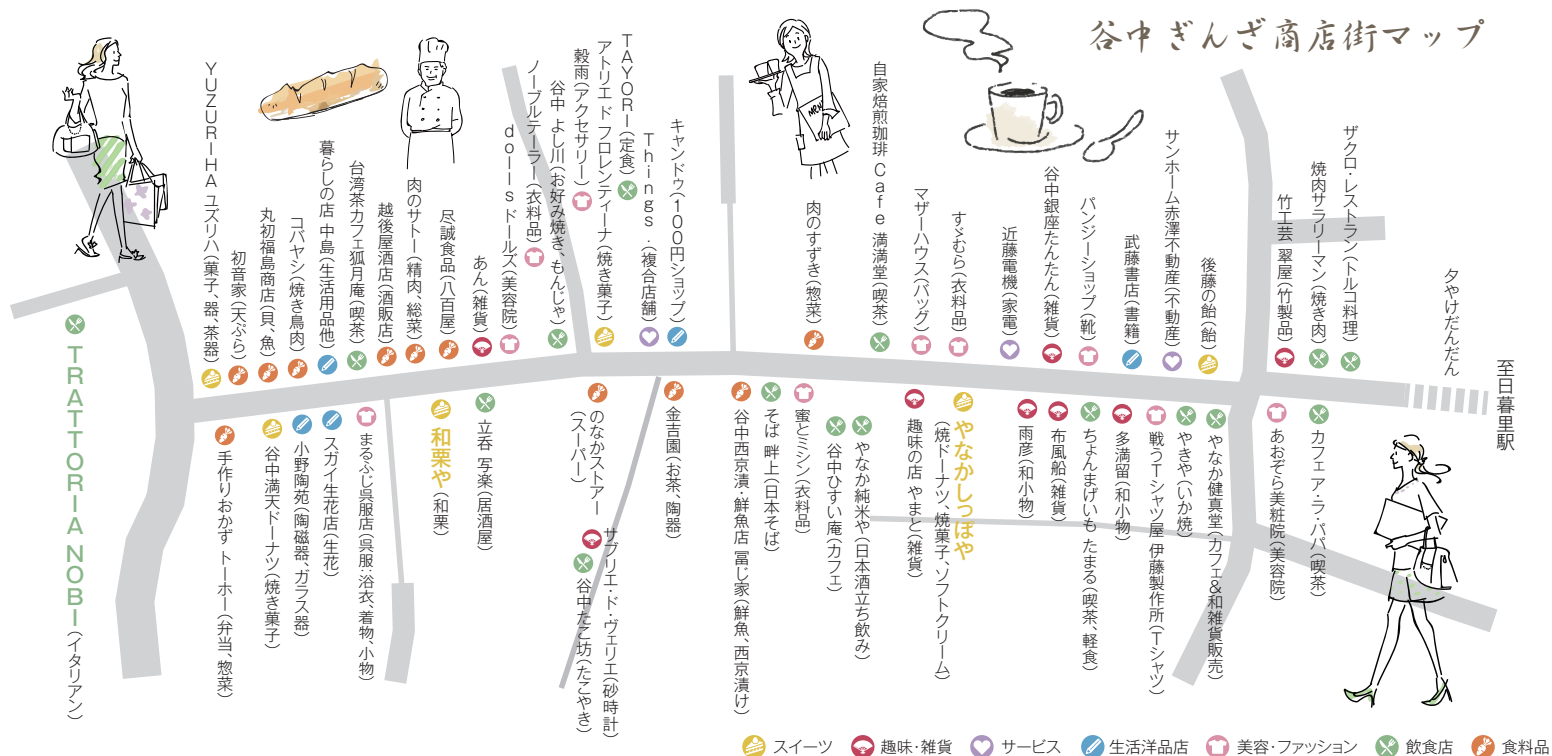 谷中ぎんざ商店街マップ
YUZURIHA ユズリハ(菓子、器、茶器)
初音家(天ぷら)
丸初福島商店(貝、魚)
コバヤシ(焼き鳥肉)
暮らしの店 中島(生活用品他)
台湾茶カフェ狐月庵(喫茶)
越後屋酒店(酒販店)
肉のサトー(精肉、総菜)
尽誠食品(八百屋)
あん(雑貨)
dolls ドールズ(美容院)
ノーブルテーラー(衣料品)
谷中 よし川(お好み焼き、もんじゃ)
穀雨(アクセサリー)
アトリエ ド フロレンティーナ(焼き菓子)
TAYORI(定食)
Things.(複合店舗)
キャンドゥ(100円ショップ)
肉のすずき(惣菜)
自家焙煎珈琲 Cafe 満満堂(喫茶)
マザーハウス(バッグ)
すゞむら(衣料品)
近藤電機(家電)
谷中銀座たんたん(雑貨)
パンジーショップ(靴)
武藤書店(書籍)
サンホーム赤澤不動産(不動産)
後藤の飴(飴)
竹工芸 翠屋(竹製品)
焼肉サラリーマン(焼き肉)
ザクロ・レストラン(トルコ料理)
夕やけだんだん
至日暮里駅
TRATTORIA NOBI(イタリアン)
手作りおかず トーホー(弁当、惣菜)
谷中満天ドーナツ(焼き菓子)
小野陶苑(陶磁器、ガラス器)
スガイ生花店(生花)
まるふじ呉服店(呉服:浴衣、着物、小物)
和栗や(和栗)
立呑 写楽(居酒屋)
のなかストアー
(スーパー)
サブリエ・ド・ヴェリエ(砂時計)
谷中たこ坊(たこやき)
金吉園(お茶、陶器)
谷中西京漬・鮮魚店 冨じ家(鮮魚、西京漬け)
そば 畔上(日本そば)
蜜とミシン(衣料品)
谷中ひすい庵(カフェ)
やなか純米や(日本酒立ち飲み)
趣味の店 やまと(雑貨)
やなかしっぽや
(焼ドーナツ、焼菓子、ソフトクリーム)
雨彦(和小物)
布風船(雑貨)
ちょんまげいも たまる(喫茶、軽食)
多満留(和小物)
戦うTシャツ屋 伊藤製作所(Tシャツ)
やきや(いか焼)
やなか健真堂(カフェ&和雑貨販売)
あおぞら美粧院(美容院)
カフェ・ア・ラ・パパ(喫茶)
スイーツ
趣味・雑貨
サービス
生活洋品店
美容・ファッション
飲食店
食料品